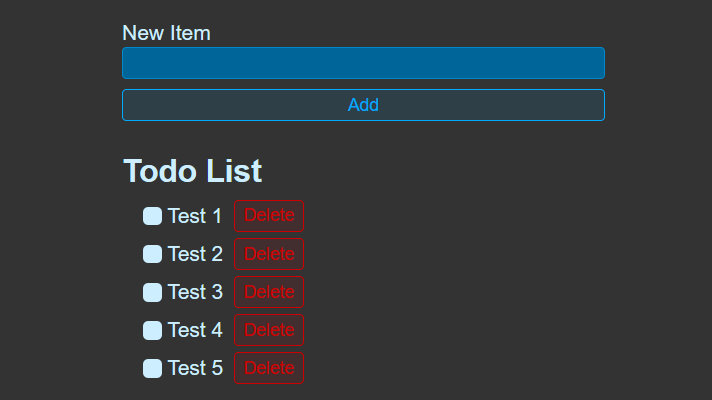 New Item
Add
Todo List
Test 1 Delete
Test 2 Delete
Test 3 Delete
Test 4 Delete
Test 5 Delete